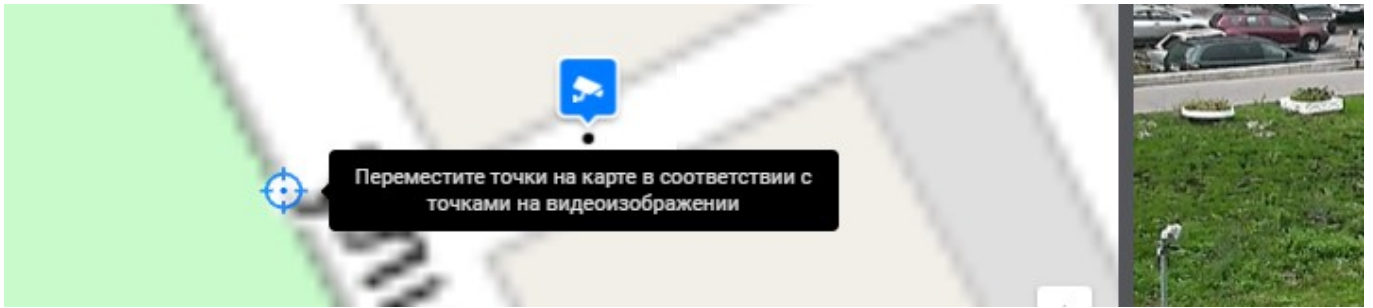 Переместите точки на карте в соответствии с
точками на видеоизображении